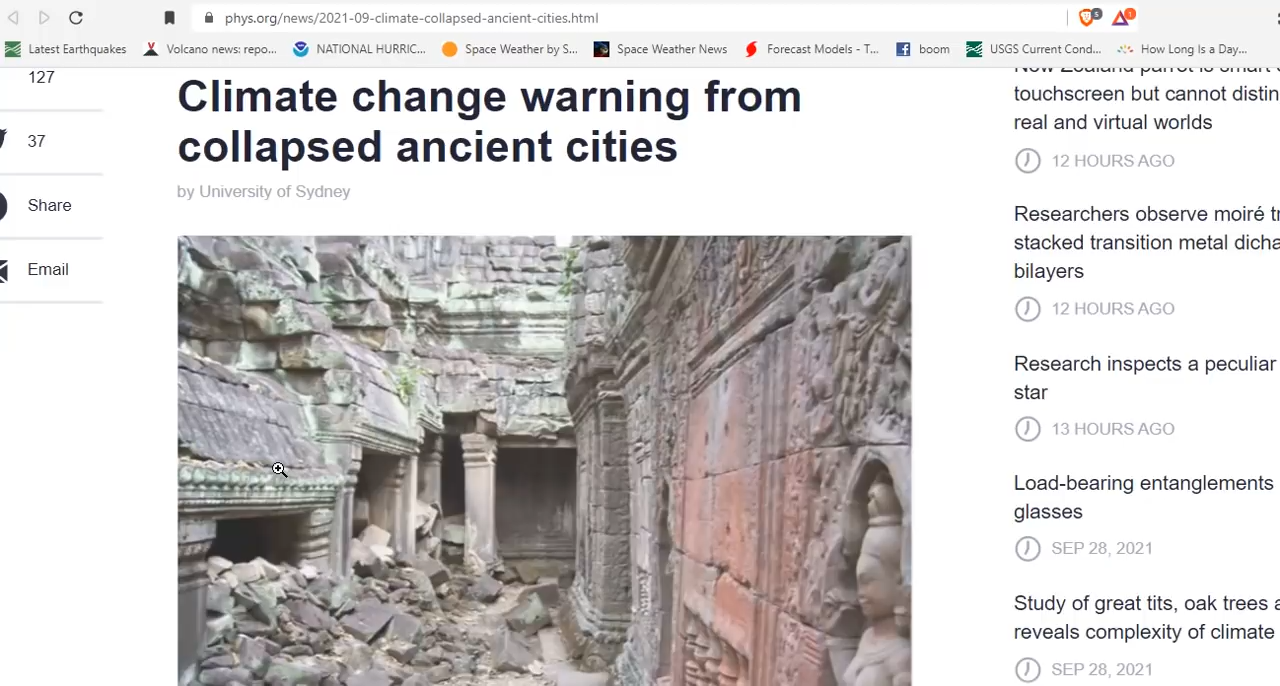 phys.org/news/2021-09-climate-collapsed-ancient-cities.html
5
1
Latest Earthquakes
Volcano news: repo...
NATIONAL HURRIC...
Space Weather by S...
Space Weather News
Forecast Models - T...
boom
USGS Current Cond...
How Long Is a Day...
127
37
Share
Email
Climate change warning from
collapsed ancient cities
by University of Sydney
New Zealand parrot is smart
touchscreen but cannot distin
real and virtual worlds
12 HOURS AGO
Researchers observe moiré tr
stacked transition metal dicha
bilayers
12 HOURS AGO
Research inspects a peculiar
star
13 HOURS AGO
Load-bearing entanglements
glasses
SEP 28, 2021
Study of great tits, oak trees a
reveals complexity of climate
SEP 28, 2021